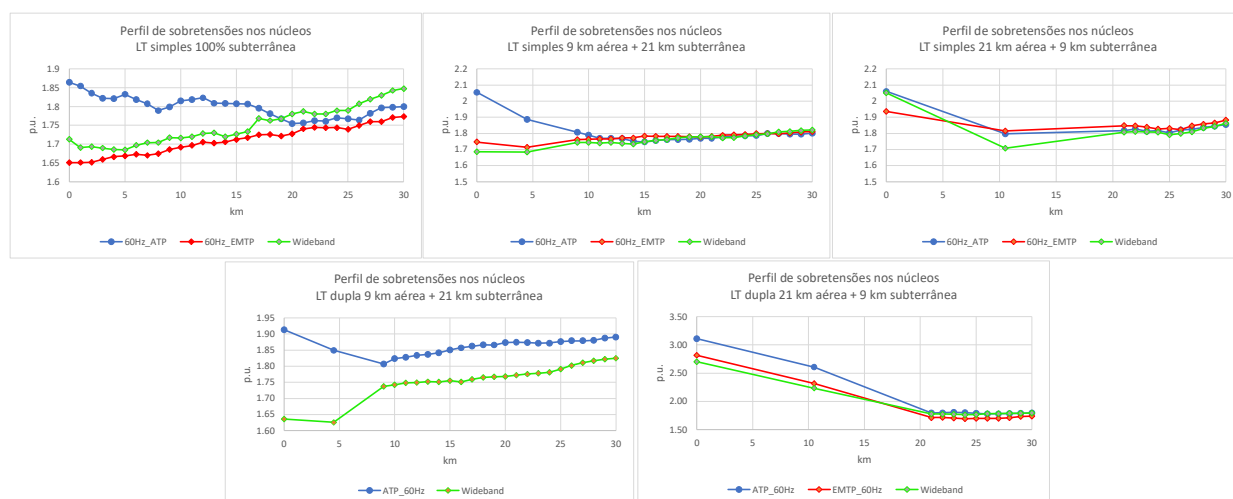 Perfil de sobretensões nos núcleos
LT simples 100% subterrânea
1.9
1.85
1.8
1.75
1.7
1.65
1.6
p.u.
0 5 10 15 20 25 30
km
60Hz_ATP 60Hz_EMTP Wideband
Perfil de sobretensões nos núcleos
LT simples 9 km aérea + 21 km subterrânea
2.2
2.1
2
1.9
1.8
1.7
1.6
1.5
p.u.
0 5 10 15 20 25 30
km
60Hz_ATP 60Hz_EMTP Wideband
Perfil de sobretensões nos núcleos
LT simples 21 km aérea + 9 km subterrânea
2.2
2.1
2
1.9
1.8
1.7
1.6
1.5
p.u.
0 5 10 15 20 25 30
km
60Hz_ATP 60Hz_EMTP Wideband
Perfil de sobretensões nos núcleos
LT dupla 9 km aérea + 21 km subterrânea
1.95
1.90
1.85
1.80
1.75
1.70
1.65
1.60
p.u.
0 5 10 15 20 25 30
km
ATP_60Hz Wideband
Perfil de sobretensões nos núcleos
LT dupla 21 km aérea + 9 km subterrânea
3.50
3.00
2.50
2.00
1.50
p.u.
0 5 10 15 20 25 30
km
ATP_60Hz EMTP_60Hz Wideband